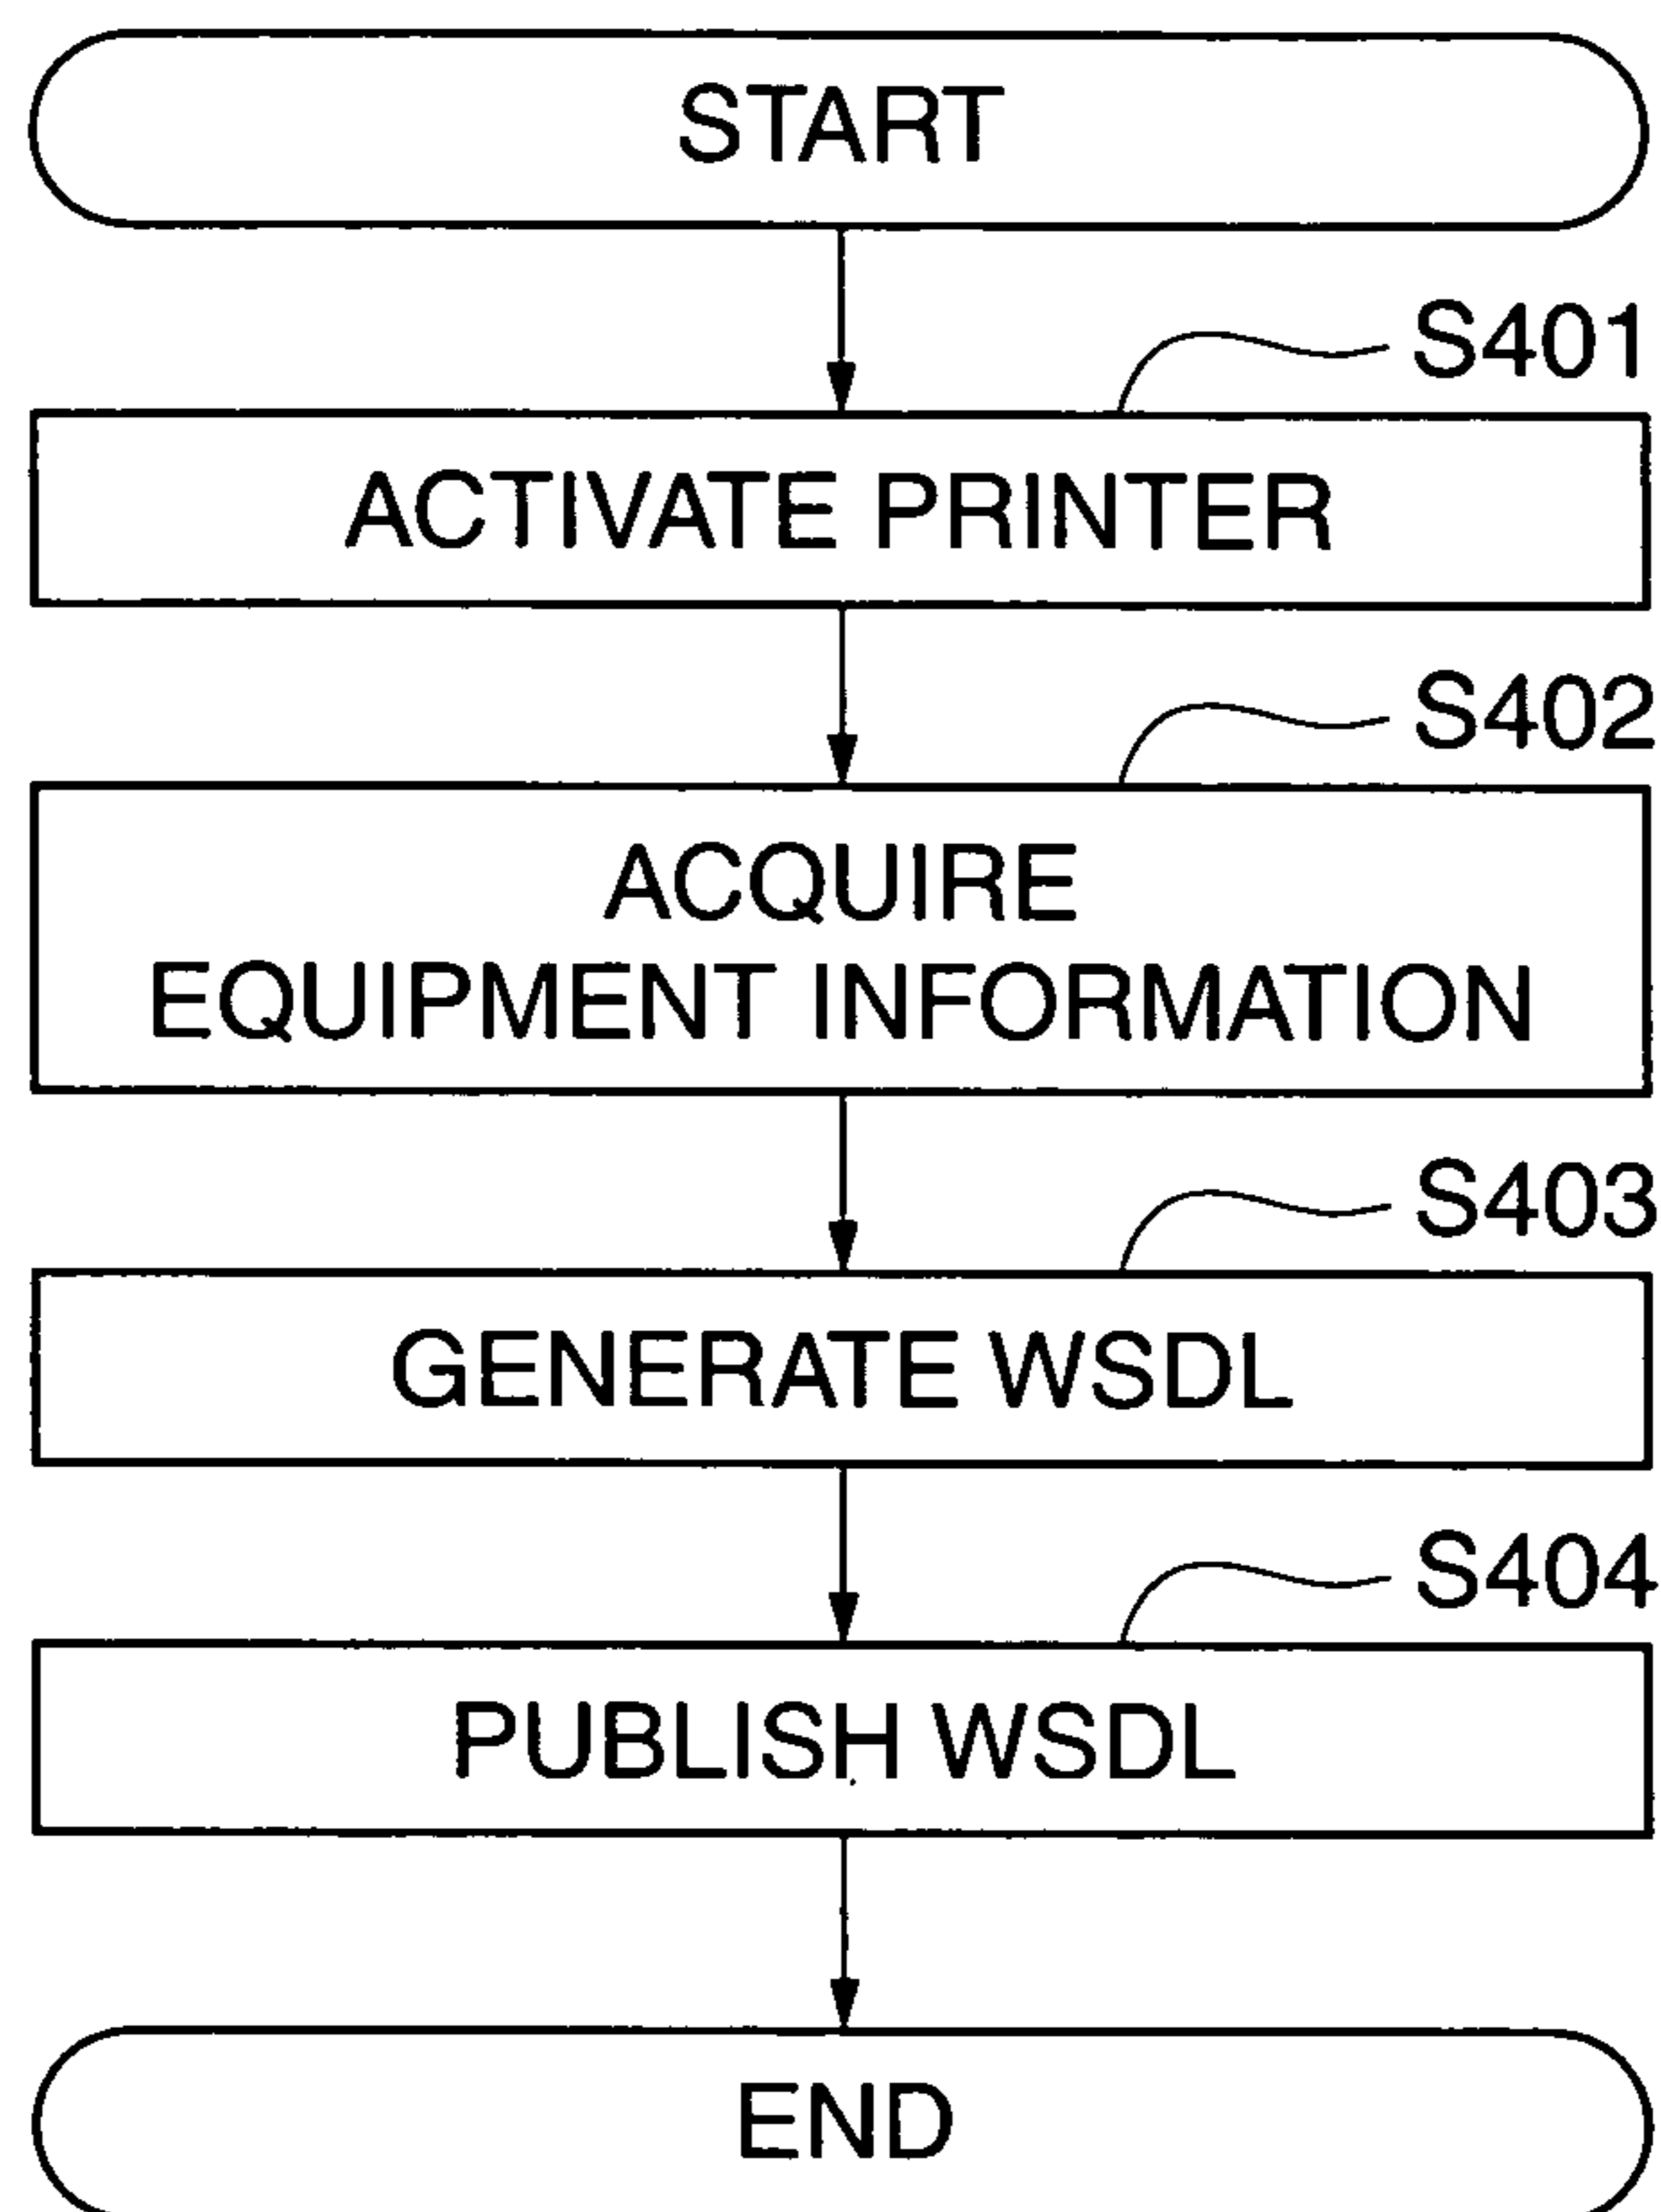 START
S401
ACTIVATE PRINTER
S402
ACQUIRE
EQUIPMENT INFORMATION
S403
GENERATE WSDL
S404
PUBLISH WSDL
END